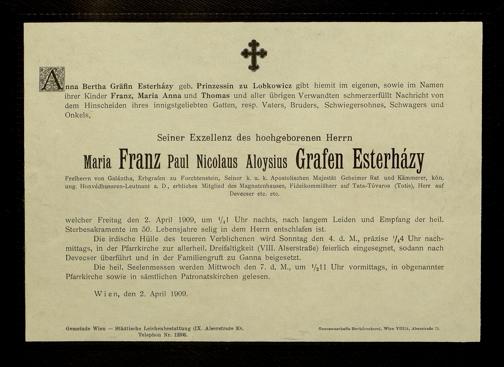 Anna Bertha Gräfin Esterházy geb. Prinzessin zu Lobkowicz gibt hiemit im eigenen, sowie im Namen
ihrer Kinder Franz, Maria Anna und Thomas und aller übrigen Verwandten schmerzerfüllt Nachricht von
dem Hinscheiden ihres innigstgeliebten Gatten, resp. Vaters, Bruders, Schwiegersohnes, Schwagers und
Onkels,
Seiner Exzellenz des hochgeborenen Herrn
Maria Franz Paul Nicolaus Aloysius Grafen Esterházy
Freiherrn von Galántha, Erbgrafen zu Forchtenstein, Seiner k. u. k. Apostolischen Majestät Geheimer Rat und Kämmerer, kön.
ung. Honvédhusaren-Leutnant a. D., erbliches Mitglied des Magnatenhauses, Fideikommißherr auf Tata-Tóváros (Totis), Herr auf
Devecser etc. etc.
welcher Freitag den 2. April 1909, um ½1 Uhr nachts, nach langem Leiden und Empfang der heil.
Sterbesakramente im 50. Lebensjahre selig in dem Herrn entschlafen ist.
Die irdische Hülle des teueren Verblichenen wird Sonntag den 4. d. M., präzise ¼4 Uhr nach-
mittags, in der Pfarrkirche zur allerheil. Dreifaltigkeit (VIII. Alserstraße) feierlich eingesegnet, sodann nach
Devecser überführt und in der Familiengruft zu Ganna beigesetzt.
Die heil. Seelenmessen werden Mittwoch den 7. d. M., um ½11 Uhr vormittags, in obgenannter
Pfarrkirche sowie in sämtlichen Patronatskirchen gelesen.
Wien, den 2. April 1909.
Gemeinde Wien — Städtische Leichenbestattung (IX. Alserstraße
Telephon Nr.
Wien VIII/1, Alserstraße